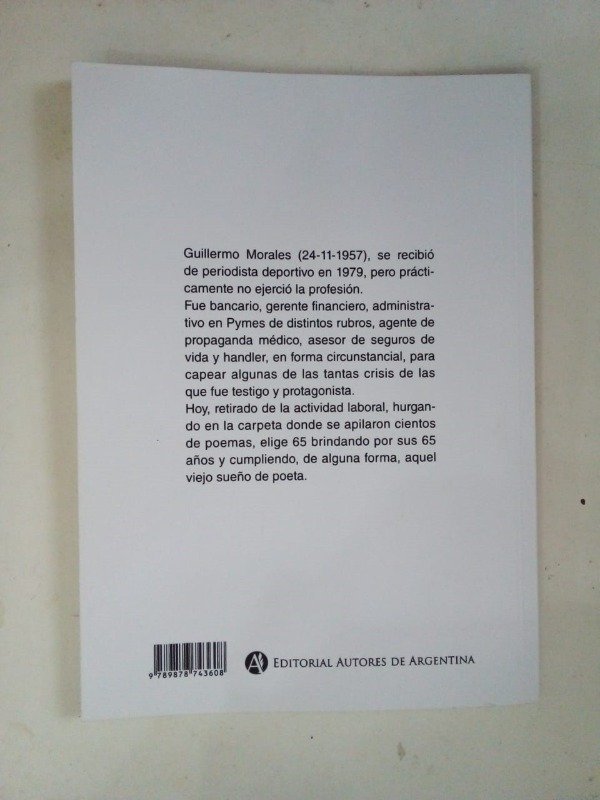 Guillermo Morales (24-11-1957), se recibió
de periodista deportivo en 1979, pero prácti-
camente no ejerció la profesión.
Fue bancario, gerente financiero, administra-
tivo en Pymes de distintos rubros, agente de
propaganda médico, asesor de seguros de
vida y handler, en forma circunstancial, para
capear algunas de las tantas crisis de las
que fue testigo y protagonista.
Hoy, retirado de la actividad laboral, hurgan-
do en la carpeta donde se apilaron cientos
de poemas, elige 65 brindando por sus 65
años y cumpliendo, de alguna forma, aquel
viejo sueño de poeta.
9 789878 743608
EDITORIAL AUTORES DE ARGENTINA